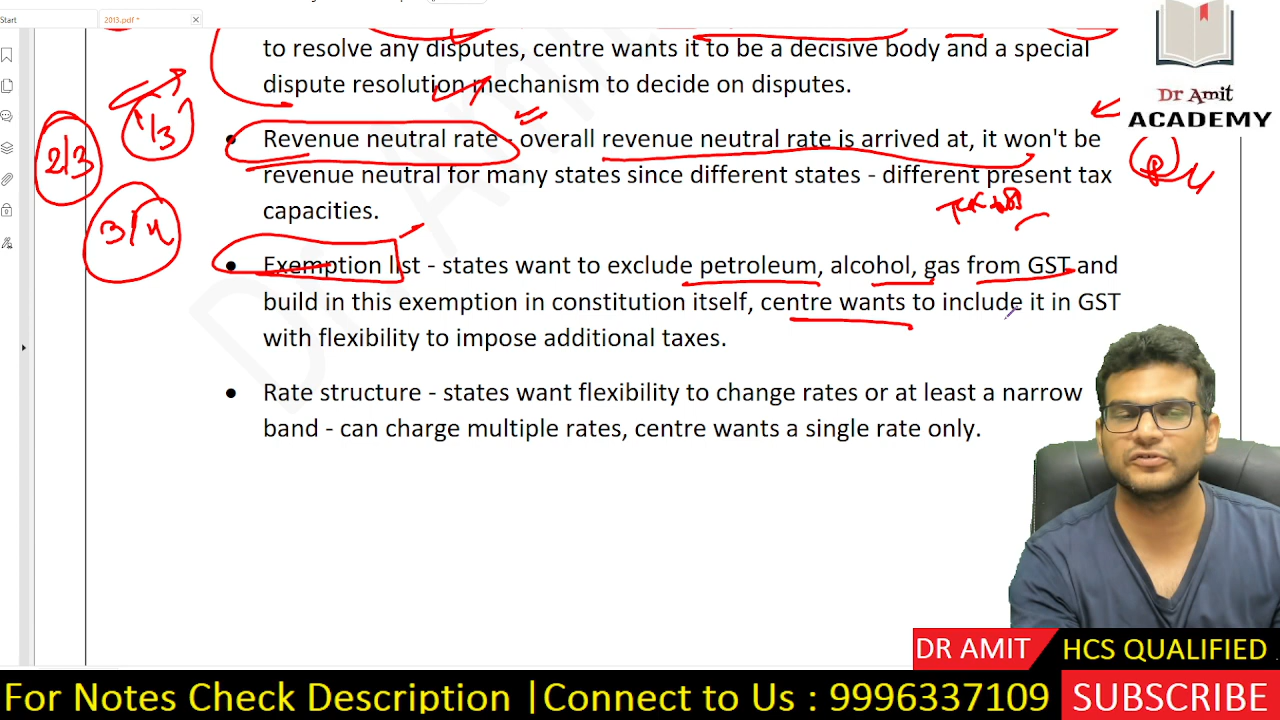 Start
2013.pdf *
to resolve any disputes, centre wants it to be a decisive body and a special
dispute resolution mechanism to decide on disputes.
Dr Amit
ACADEMY
1/3
2/3
3/4
• Revenue neutral rate - overall revenue neutral rate is arrived at, it won't be
revenue neutral for many states since different states - different present tax
capacities.
• Exemption list - states want to exclude petroleum, alcohol, gas from GST and
build in this exemption in constitution itself, centre wants to include it in GST
with flexibility to impose additional taxes.
• Rate structure - states want flexibility to change rates or at least a narrow
band - can charge multiple rates, centre wants a single rate only.
DR AMIT HCS QUALIFIED
For Notes Check Description |Connect to Us : 9996337109 SUBSCRIBE